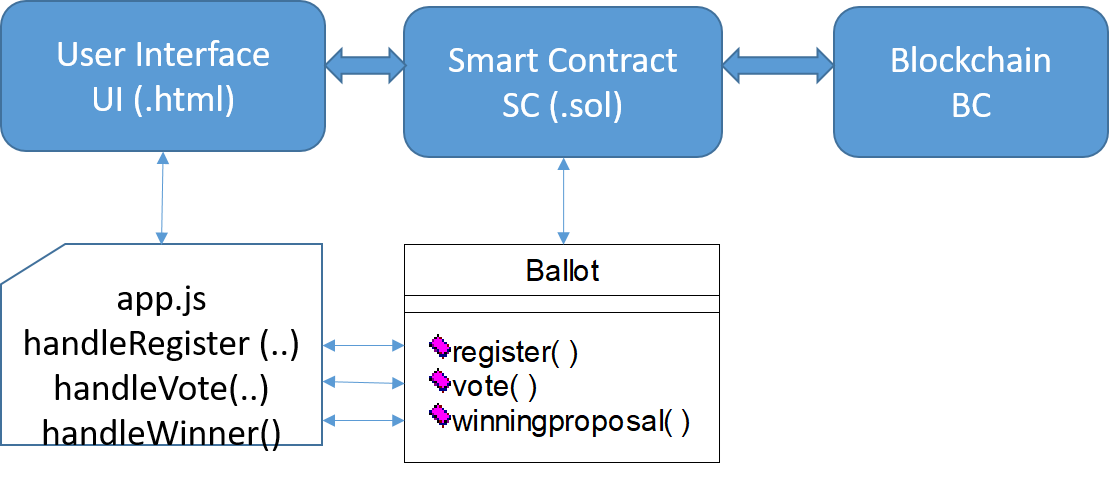 User Interface
UI (.html)
Smart Contract
SC (.sol)
Blockchain
BC
app.js
handleRegister (..)
handleVote(..)
handleWinner()
Ballot
register( )
vote( )
winningproposal( )